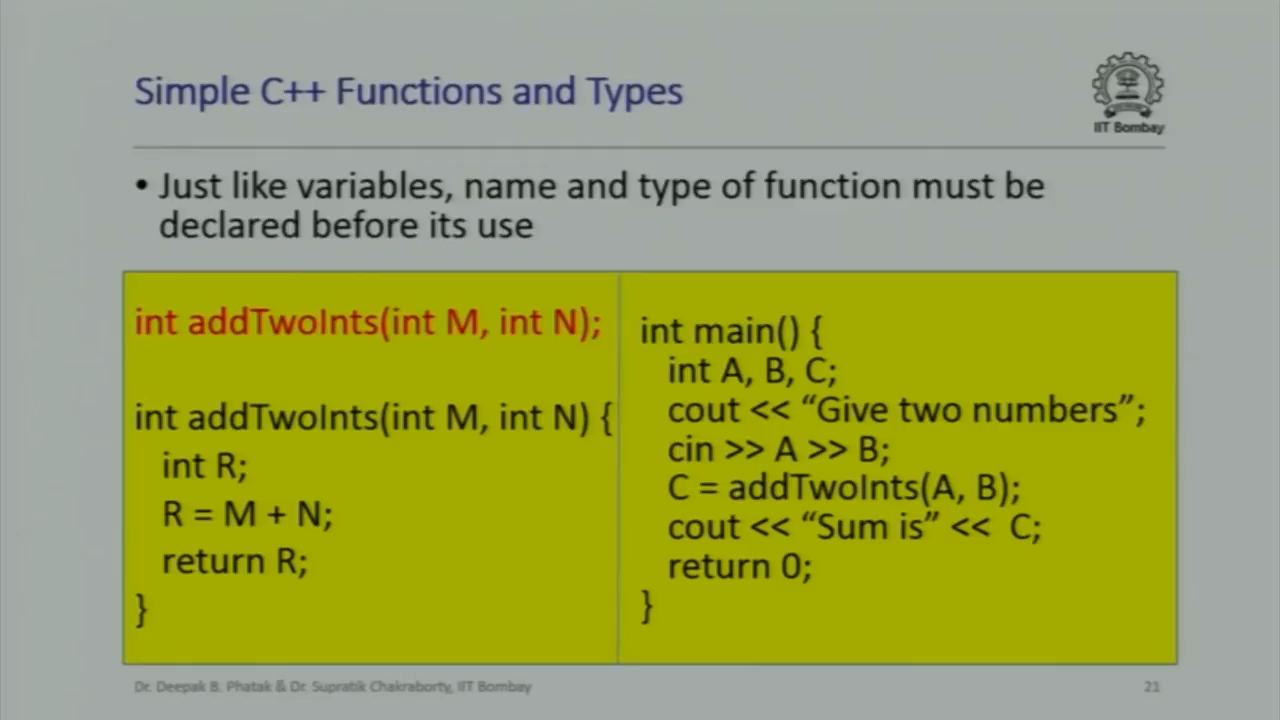 Simple C++ Functions and Types
IIT Bombay
• Just like variables, name and type of function must be
declared before its use
int addTwoInts(int M, int N);
int addTwoInts(int M, int N) {
int R;
R = M + N;
return R;
}
int main() {
int A, B, C;
cout << “Give two numbers”;
cin >> A >> B;
C = addTwoInts(A, B);
cout << “Sum is” << C;
return 0;
}
Dr. Deepak B. Phatak & Dr. Supratik Chakraborty, IIT Bombay
21